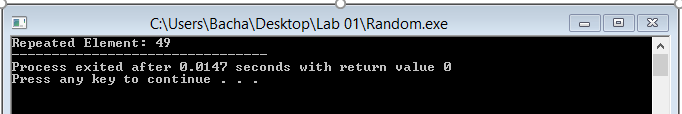 C:\Users\Bacha\Desktop\Lab 01\Random.exe
Repeated Element: 49
--------------------------------
Process exited after 0.0147 seconds with return value 0
Press any key to continue . . .